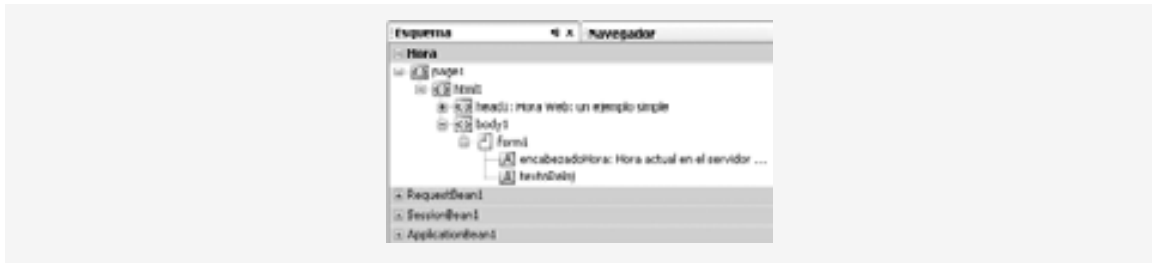 Esquema Navegador
Hora
page1
html1
head1: Hora Web: un ejemplo simple
body1
form1
encabezadoHora: Hora actual en el servidor ...
RequestBean1
SessionBean1
ApplicationBean1